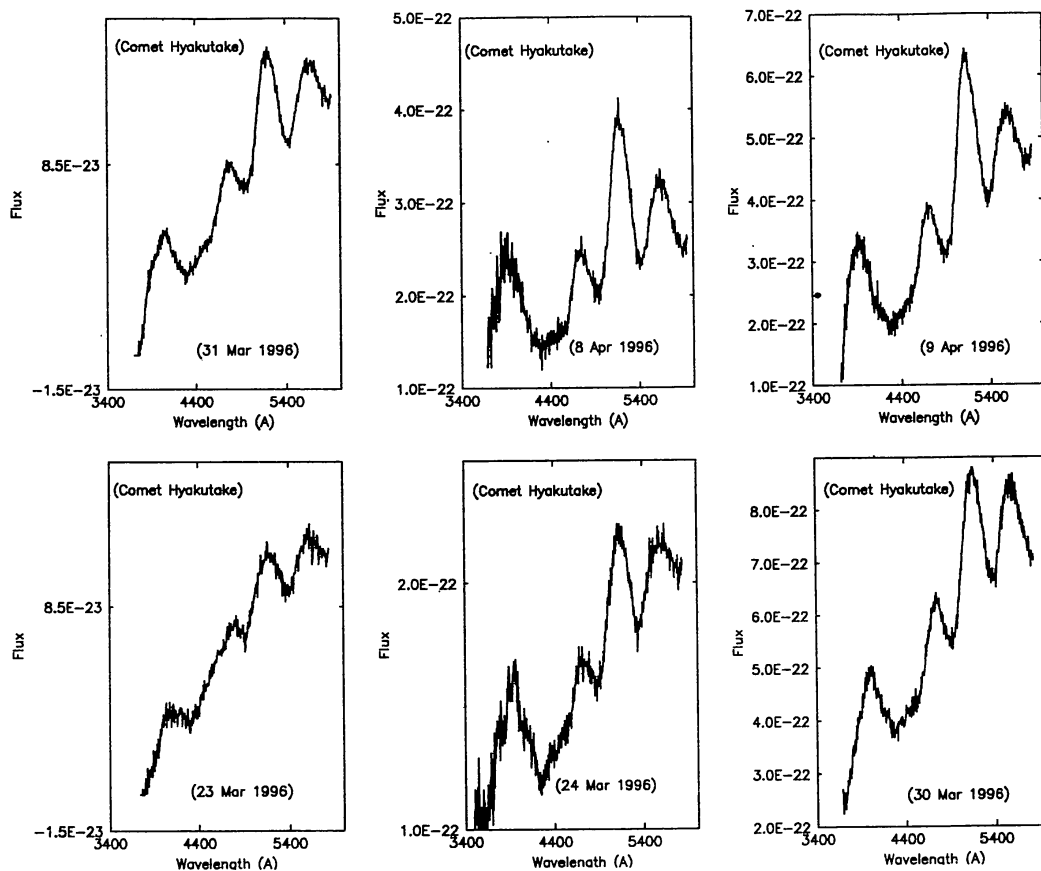 (Comet Hyakutake)
8.5E-23
-1.5E-23
Flux
(31 Mar 1996)
3400 4400 5400
Wavelength (A)
5.0E-22
(Comet Hyakutake)
4.0E-22
3.0E-22
2.0E-22
1.0E-22
Flux
(8 Apr 1996)
3400 4400 5400
Wavelength (A)
7.0E-22
(Comet Hyakutake)
6.0E-22
5.0E-22
4.0E-22
3.0E-22
2.0E-22
1.0E-22
Flux
(9 Apr 1996)
3400 4400 5400
Wavelength (A)
(Comet Hyakutake)
8.5E-23
-1.5E-23
Flux
(23 Mar 1996)
3400 4400 5400
Wavelength (A)
(Comet Hyakutake)
2.0E-22
1.0E-22
Flux
(24 Mar 1996)
3400 4400 5400
Wavelength (A)
(Comet Hyakutake)
8.0E-22
7.0E-22
6.0E-22
5.0E-22
4.0E-22
3.0E-22
2.0E-22
Flux
(30 Mar 1996)
3400 4400 5400
Wavelength (A)